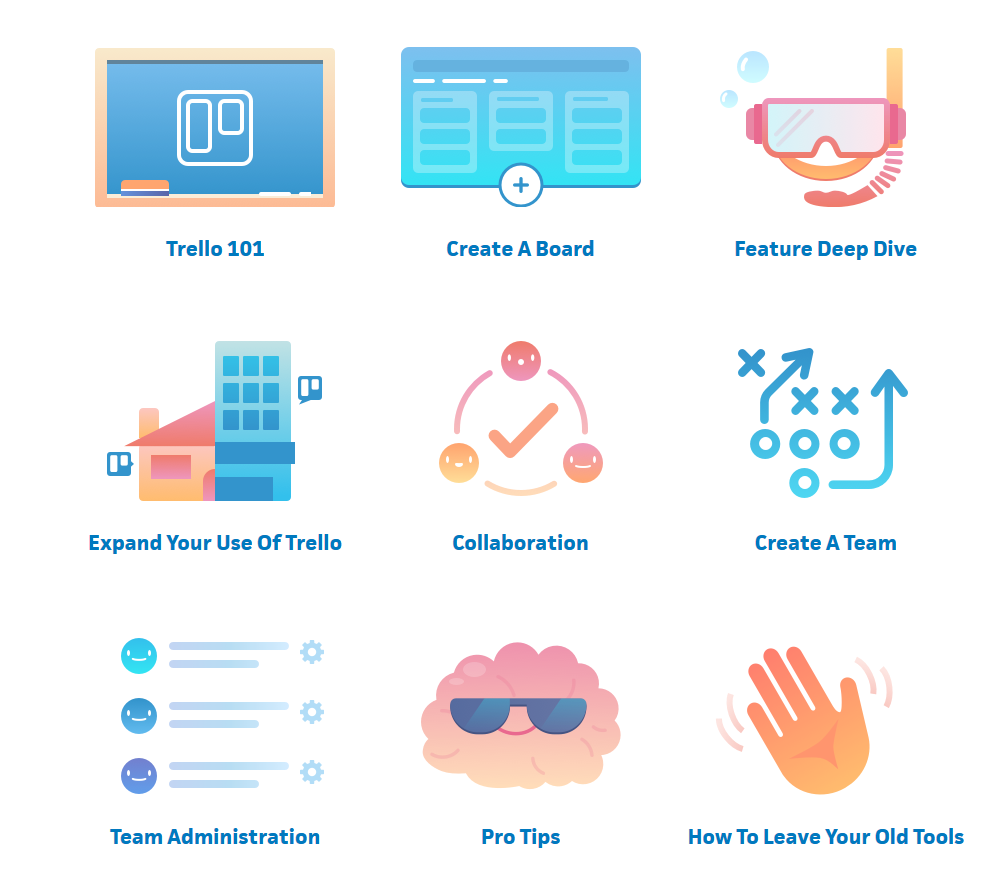 Trello 101
Create A Board
Feature Deep Dive
Expand Your Use Of Trello
Collaboration
Create A Team
Team Administration
Pro Tips
How To Leave Your Old Tools